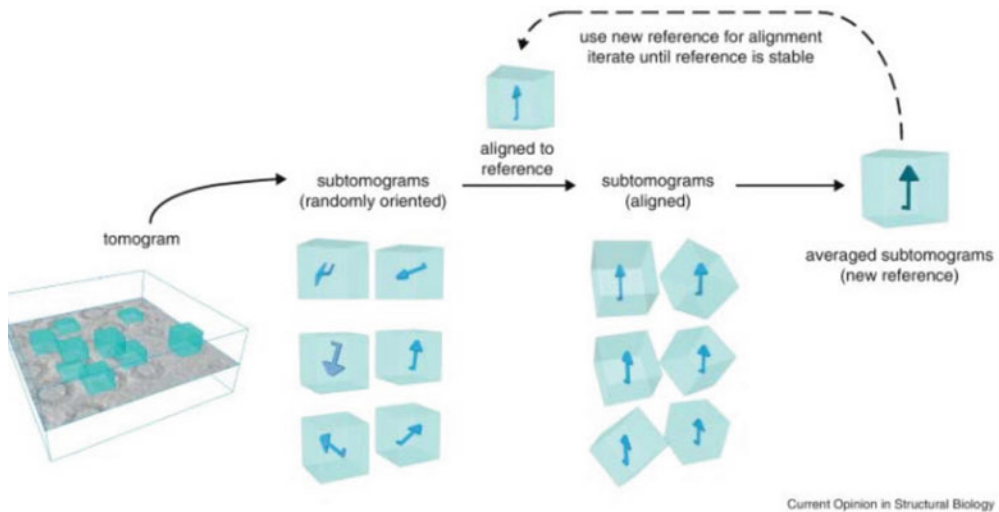 use new reference for alignment
iterate until reference is stable
aligned to
reference
subtomograms
(randomly oriented)
subtomograms
(aligned)
tomogram
averaged subtomograms
(new reference)
Current Opinion in Structural Biology